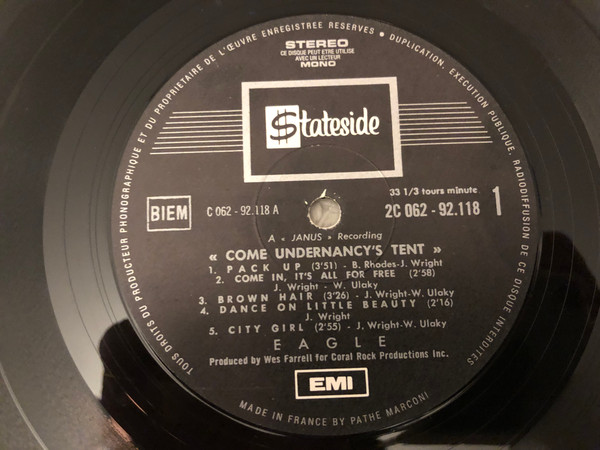 TOUS DROITS DU PRODUCTEUR PHONOGRAPHIQUE ET DU PROPRIETAIRE DE L'ŒUVRE ENREGISTREE RESERVES • DUPLICATION, EXECUTION PUBLIQUE, RADIODIFFUSION DE CE DISQUE INTERDITES
STEREO
CE DISQUE PEUT ETRE UTILISE
AVEC UN LECTEUR
MONO
$tateside
33 1/3 tours minute
BIEM C 062 - 92.118 A 2C 062 - 92.118 1
A « JANUS » Recording
« COME UNDERNANCY'S TENT »
1. PACK UP (3'51) - B. Rhodes-J. Wright
2. COME IN, IT'S ALL FOR FREE (2'58)
J. Wright - W. Ulaky
3. BROWN HAIR (3'26) - J. Wright-W. Ulaky
4. DANCE ON LITTLE BEAUTY (2'16)
J. Wright
5. CITY GIRL (2'55) - J. Wright-W. Ulaky
EAGLE
Produced by Wes Farrell for Coral Rock Productions Inc.
EMI
MADE IN FRANCE BY PATHE MARCONI